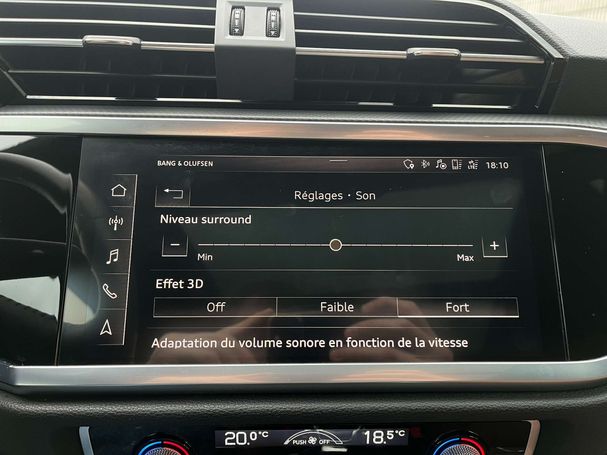 BANG & OLUFSEN 18:10
Réglages · Son
Niveau surround
− +
Min Max
Effet 3D
Off Faible Fort
Adaptation du volume sonore en fonction de la vitesse
20.0°C PUSH OFF 18.5°C